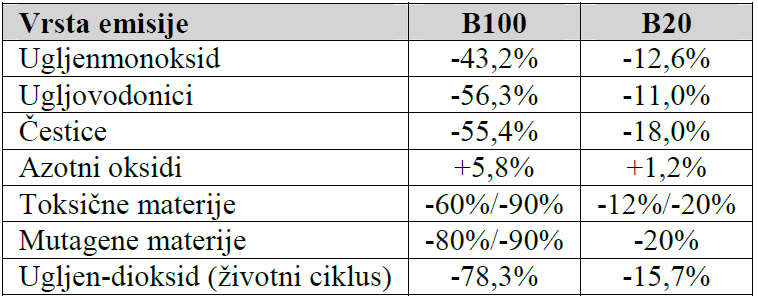 Vrsta emisije B100 B20
Ugljenmonoksid -43,2% -12,6%
Ugljovodonici -56,3% -11,0%
Čestice -55,4% -18,0%
Azotni oksidi +5,8% +1,2%
Toksične materije -60%/-90% -12%/-20%
Mutagene materije -80%/-90% -20%
Ugljen-dioksid (životni ciklus) -78,3% -15,7%